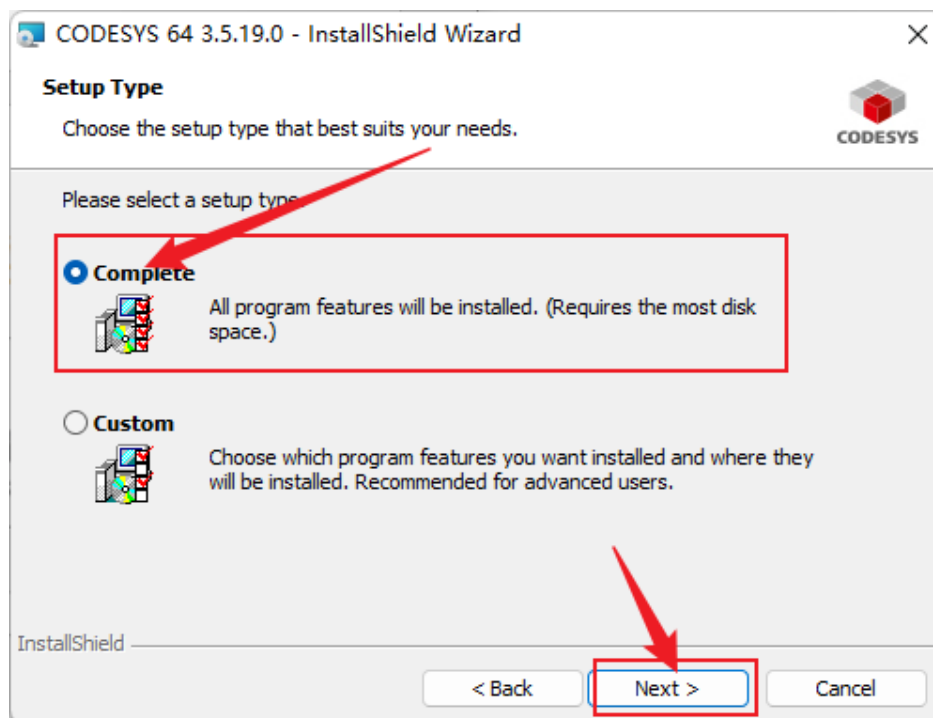 CODESYS 64 3.5.19.0 - InstallShield Wizard
Setup Type
Choose the setup type that best suits your needs.
CODESYS
Please select a setup type.
Complete
All program features will be installed. (Requires the most disk
space.)
Custom
Choose which program features you want installed and where they
will be installed. Recommended for advanced users.
InstallShield
< Back
Next >
Cancel